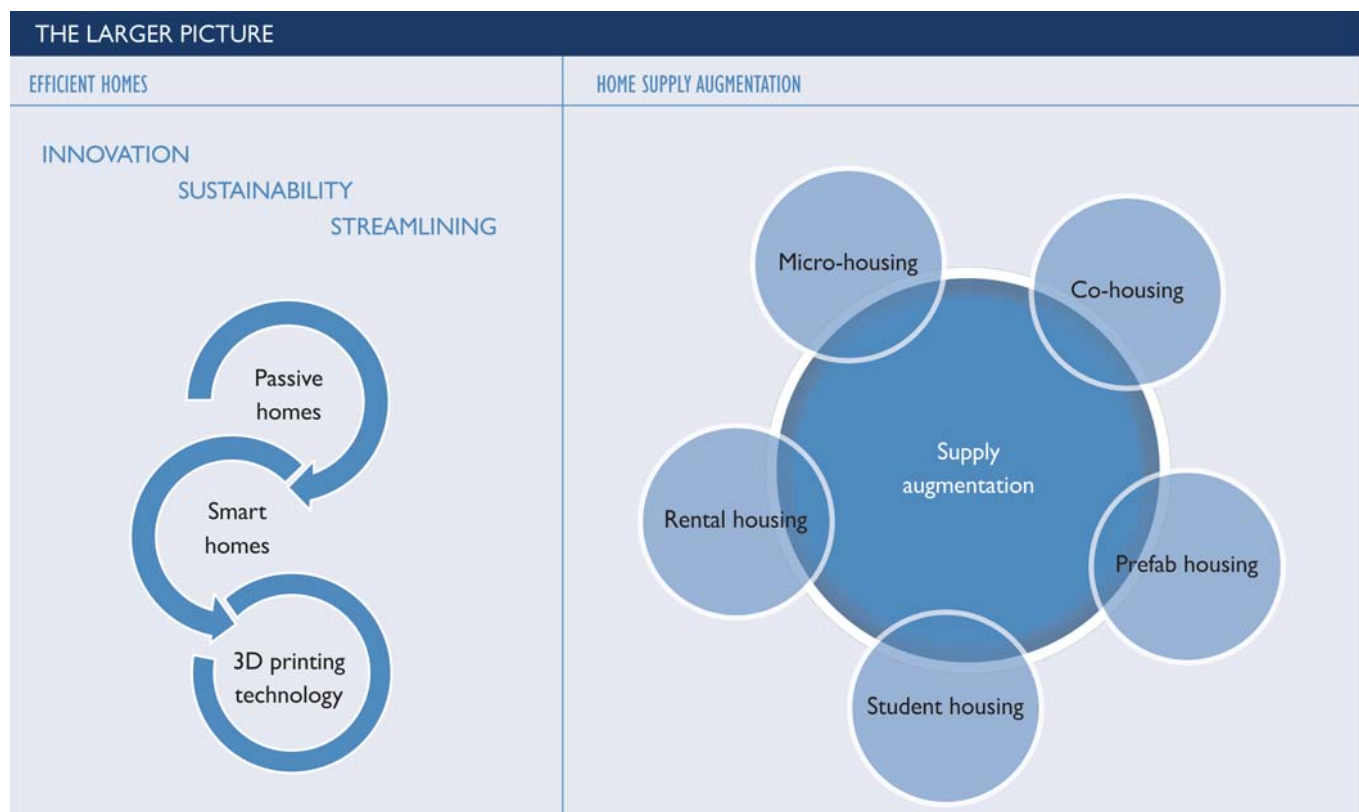 THE LARGER PICTURE
EFFICIENT HOMES
INNOVATION
SUSTAINABILITY
STREAMLINING
Passive
homes
Smart
homes
3D printing
technology
HOME SUPPLY AUGMENTATION
Micro-housing
Co-housing
Supply
augmentation
Rental housing
Prefab housing
Student housing